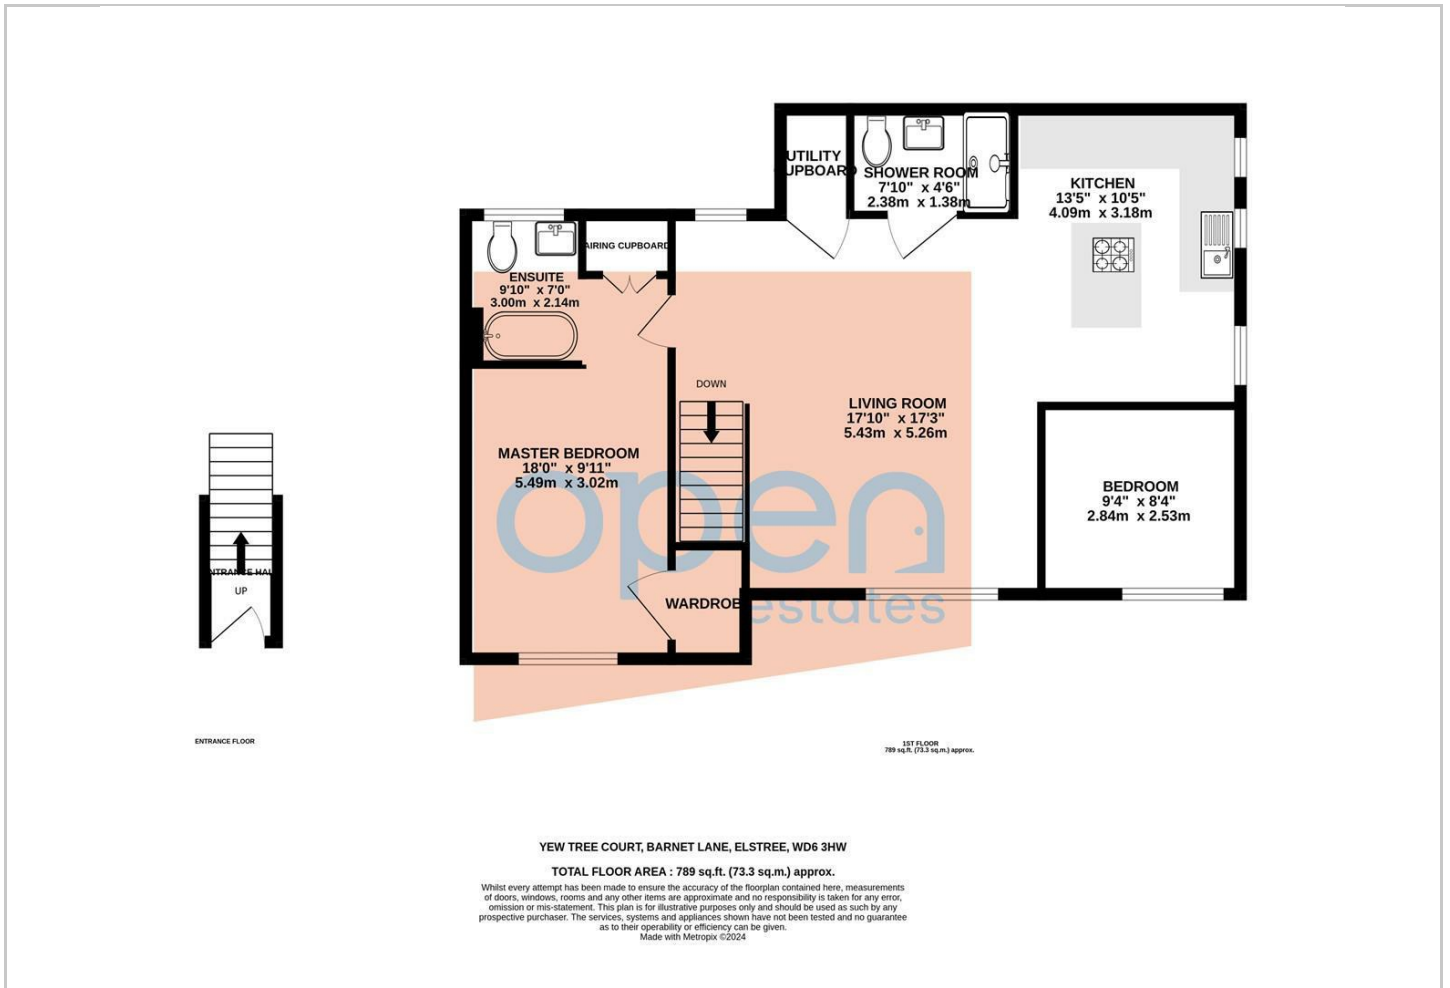 UTILITY
CUPBOARD
SHOWER ROOM
7'10" x 4'6"
2.38m x 1.38m
KITCHEN
13'5" x 10'5"
4.09m x 3.18m
AIRING CUPBOARD
ENSUITE
9'10" x 7'0"
3.00m x 2.14m
DOWN
LIVING ROOM
17'10" x 17'3"
5.43m x 5.26m
MASTER BEDROOM
18'0" x 9'11"
5.49m x 3.02m
BEDROOM
9'4" x 8'4"
2.84m x 2.53m
open
estates
WARDROB
ENTRANCE HALL
UP
ENTRANCE FLOOR
1ST FLOOR
789 sq.ft. (73.3 sq.m.) approx.
YEW TREE COURT, BARNET LANE, ELSTREE, WD6 3HW
TOTAL FLOOR AREA : 789 sq.ft. (73.3 sq.m.) approx.
Whilst every attempt has been made to ensure the accuracy of the floorplan contained here, measurements
of doors, windows, rooms and any other items are approximate and no responsibility is taken for any error,
omission or mis-statement. This plan is for illustrative purposes only and should be used as such by any
prospective purchaser. The services, systems and appliances shown have not been tested and no guarantee
as to their operability or efficiency can be given.
Made with Metropix ©2024